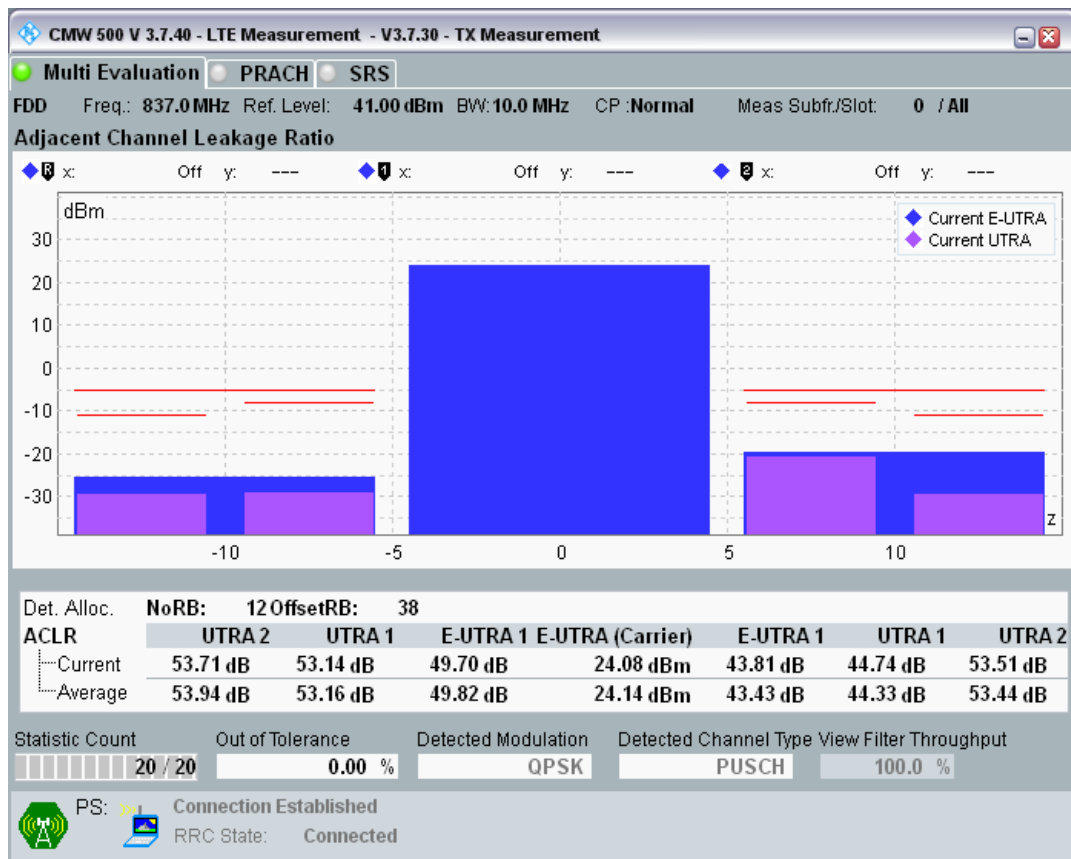 CMW 500 V 3.7.40 - LTE Measurement - V3.7.30 - TX Measurement
Multi Evaluation PRACH SRS
FDD Freq.: 837.0 MHz Ref. Level: 41.00 dBm BW: 10.0 MHz CP :Normal Meas Subfr./Slot: 0 / All
Adjacent Channel Leakage Ratio
R x: Off y: --- 1 x: Off y: --- 2 x: Off y: ---
dBm
Current E-UTRA
Current UTRA
30
20
10
0
-10
-20
-30
z
-10 -5 0 5 10
Det. Alloc. NoRB: 12 OffsetRB: 38
ACLR UTRA 2 UTRA 1 E-UTRA 1 E-UTRA (Carrier) E-UTRA 1 UTRA 1 UTRA 2
Current 53.71 dB 53.14 dB 49.70 dB 24.08 dBm 43.81 dB 44.74 dB 53.51 dB
Average 53.94 dB 53.16 dB 49.82 dB 24.14 dBm 43.43 dB 44.33 dB 53.44 dB
Statistic Count Out of Tolerance Detected Modulation Detected Channel Type View Filter Throughput
20 / 20 0.00 % QPSK PUSCH 100.0 %
PS: Connection Established
RRC State: Connected